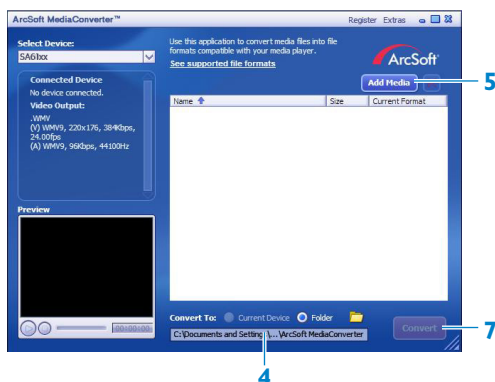 ArcSoft MediaConverter™
Register Extras
Select Device:
SA61xx
Use this application to convert media files into file
formats compatible with your media player.
See supported file formats
ArcSoft®
Add Media
5
Connected Device
No device connected.
Video Output:
.WMV
(V) WMV9, 220x176, 384Kbps,
24.00fps
(A) WMV9, 96Kbps, 44100Hz
Name Size Current Format
Preview
00:00:00
Convert To: Current Device Folder
C:\Documents and Setting \...\ArcSoft MediaConverter
Convert
7
4